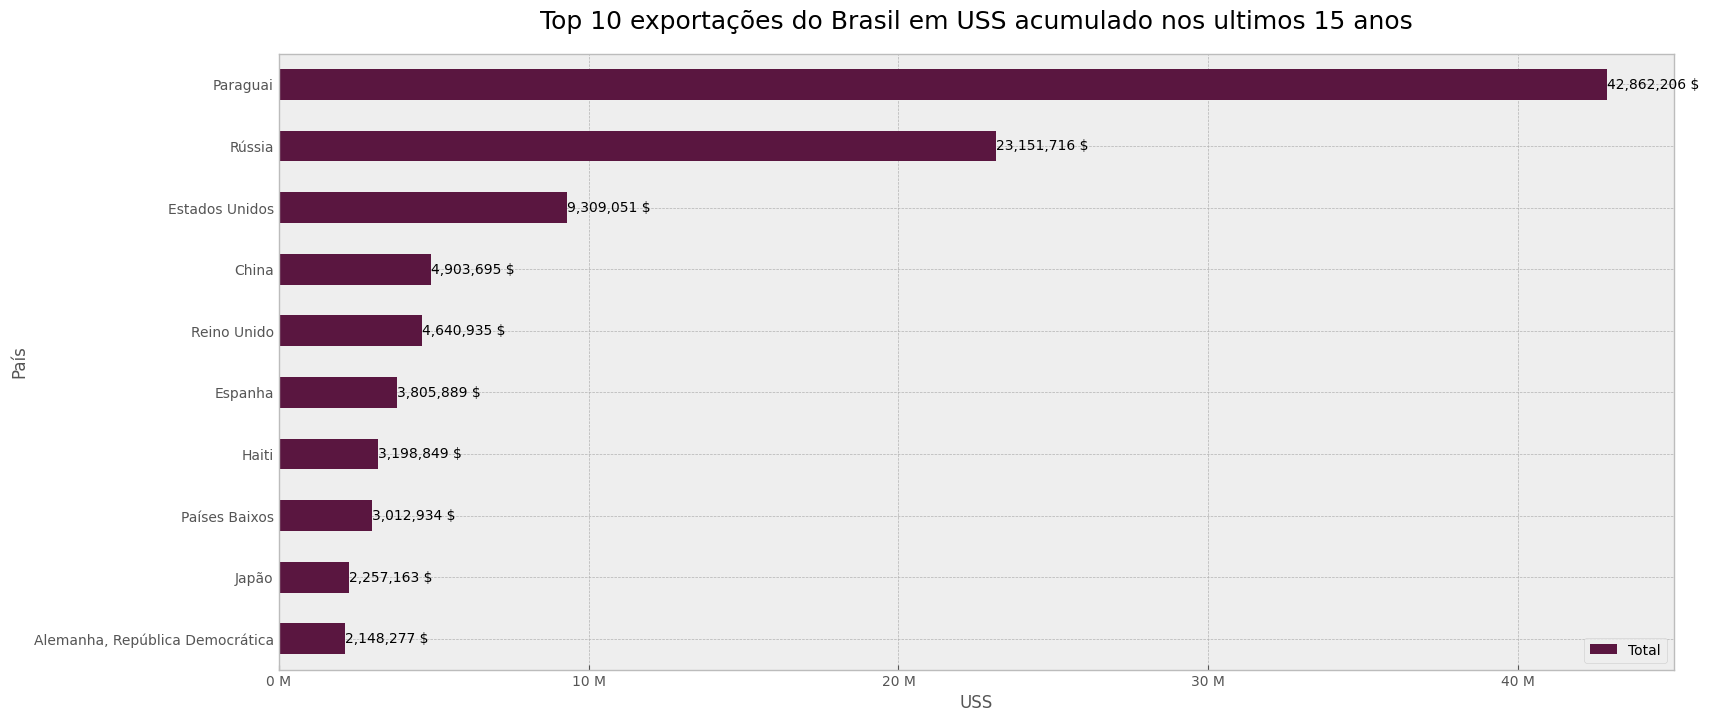 Top 10 exportações do Brasil em USS acumulado nos ultimos 15 anos
País
Paraguai 42,862,206 $
Rússia 23,151,716 $
Estados Unidos 9,309,051 $
China 4,903,695 $
Reino Unido 4,640,935 $
Espanha 3,805,889 $
Haiti 3,198,849 $
Países Baixos 3,012,934 $
Japão 2,257,163 $
Alemanha, República Democrática 2,148,277 $
Total
0 M 10 M 20 M 30 M 40 M
USS